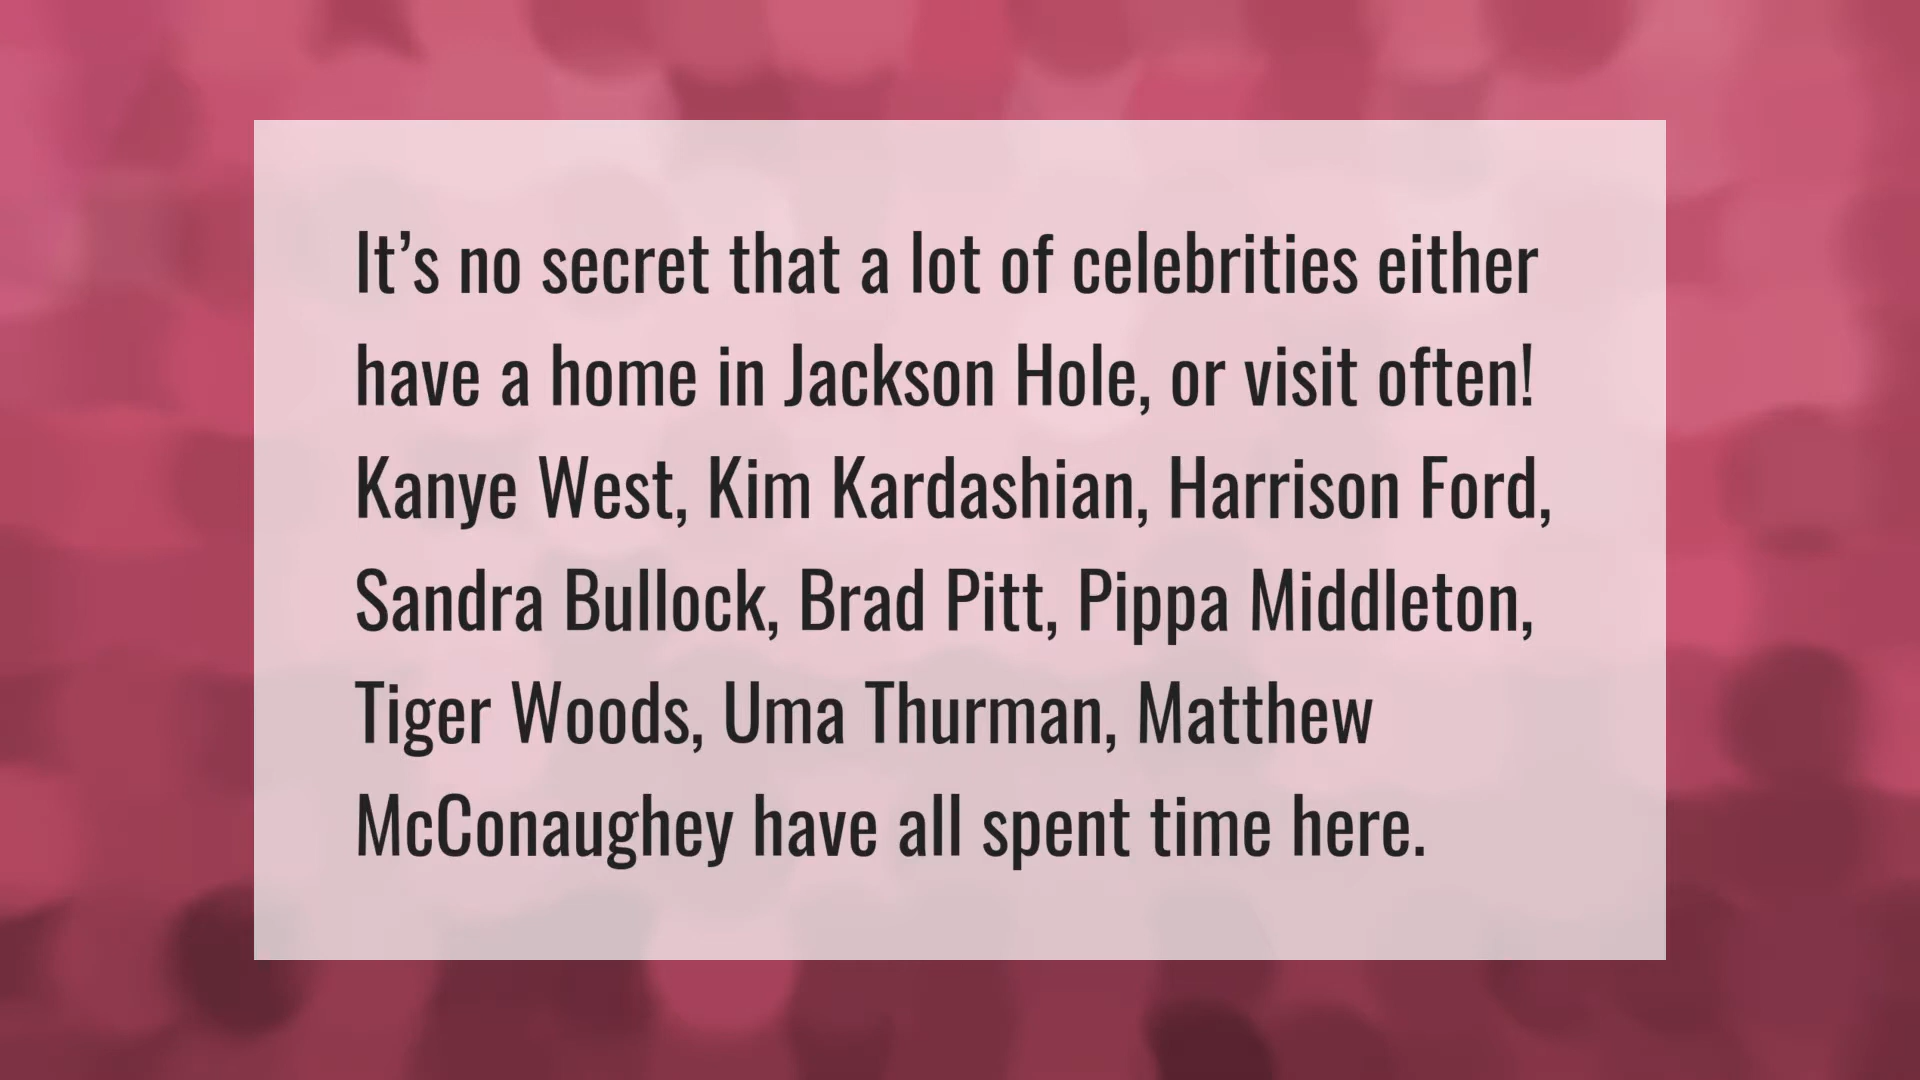 It’s no secret that a lot of celebrities either
have a home in Jackson Hole, or visit often!
Kanye West, Kim Kardashian, Harrison Ford,
Sandra Bullock, Brad Pitt, Pippa Middleton,
Tiger Woods, Uma Thurman, Matthew
McConaughey have all spent time here.